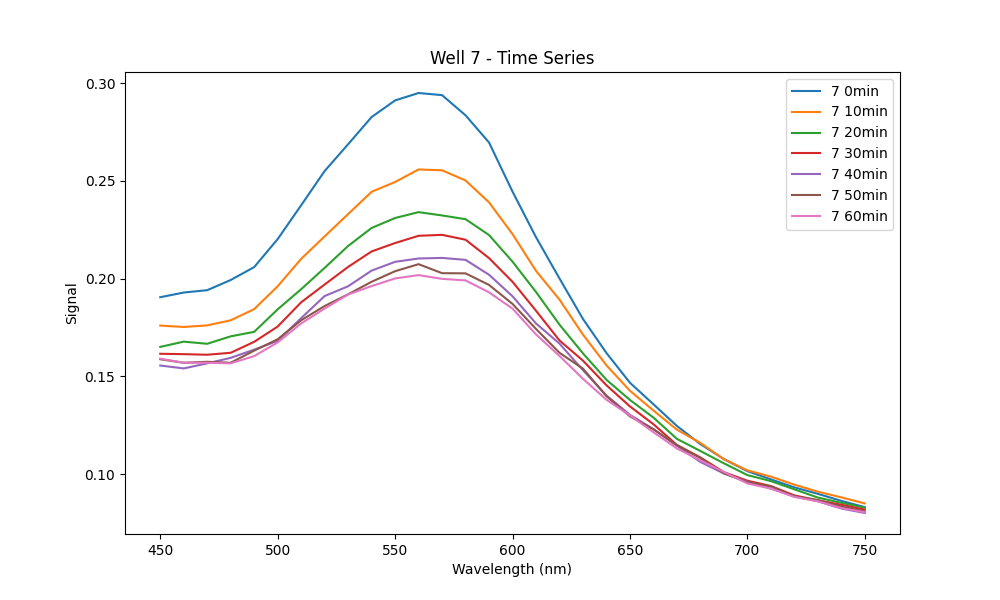 Well 7 - Time Series
Signal
0.30
0.25
0.20
0.15
0.10
7 0min
7 10min
7 20min
7 30min
7 40min
7 50min
7 60min
450 500 550 600 650 700 750
Wavelength (nm)